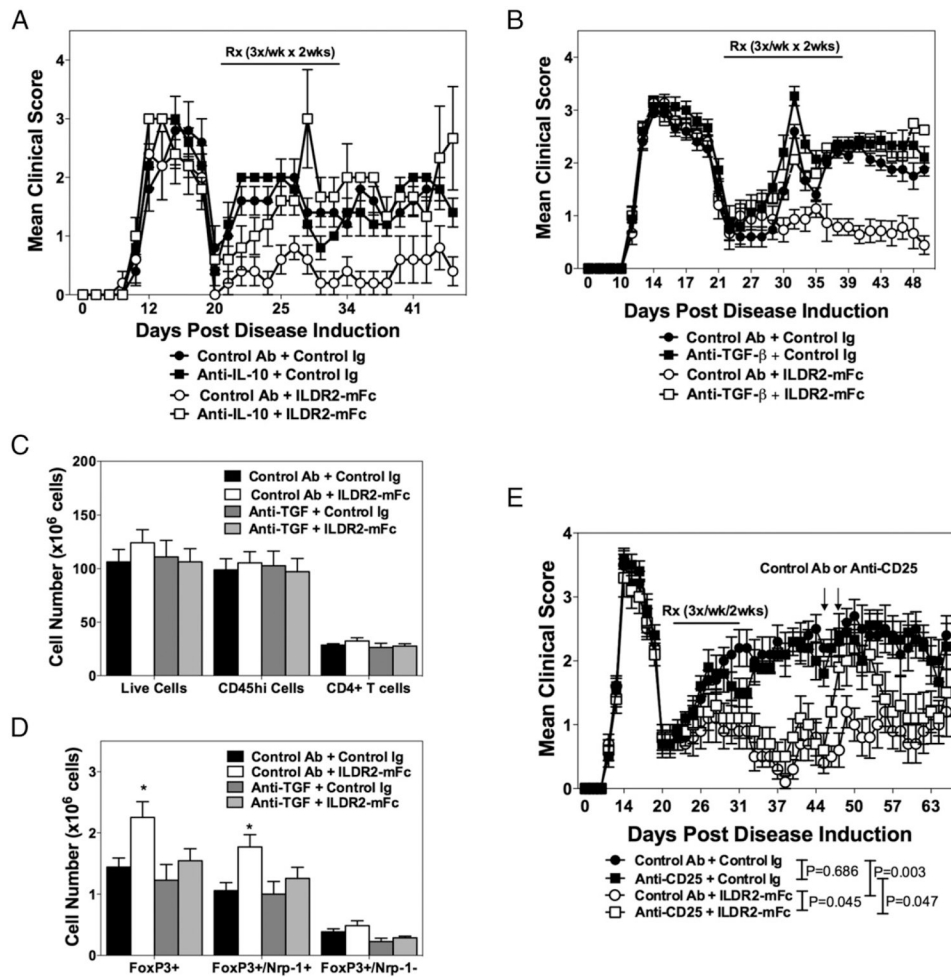 A
Rx (3x/wk x 2wks)
Mean Clinical Score
4
3
2
1
0
0 12 20 25 34 41
Days Post Disease Induction
Control Ab + Control Ig
Anti-IL-10 + Control Ig
Control Ab + ILDR2-mFc
Anti-IL-10 + ILDR2-mFc
B
Rx (3x/wk x 2wks)
Mean Clinical Score
4
3
2
1
0
0 10 14 17 21 27 32 39 43 48
Days Post Disease Induction
Control Ab + Control Ig
Anti-TGF-β + Control Ig
Control Ab + ILDR2-mFc
Anti-TGF-β + ILDR2-mFc
C
Cell Number (x10⁶ cells)
200
150
100
50
0
Control Ab + Control Ig
Control Ab + ILDR2-mFc
Anti-TGF + Control Ig
Anti-TGF + ILDR2-mFc
Live Cells CD45hi Cells CD4+ T cells
D
Cell Number (x10⁶ cells)
3
2
1
0
Control Ab + Control Ig
Control Ab + ILDR2-mFc
Anti-TGF + Control Ig
Anti-TGF + ILDR2-mFc
* *
FoxP3+ FoxP3+/Nrp-1+ FoxP3+/Nrp-1-
E
Control Ab or Anti-CD25
Rx (3x/wk/2wks)
Mean Clinical Score
4
3
2
1
0
0 14 20 26 31 37 44 50 57 63
Days Post Disease Induction
Control Ab + Control Ig
Anti-CD25 + Control Ig
Control Ab + ILDR2-mFc
Anti-CD25 + ILDR2-mFc
P=0.686
P=0.003
P=0.045
P=0.047